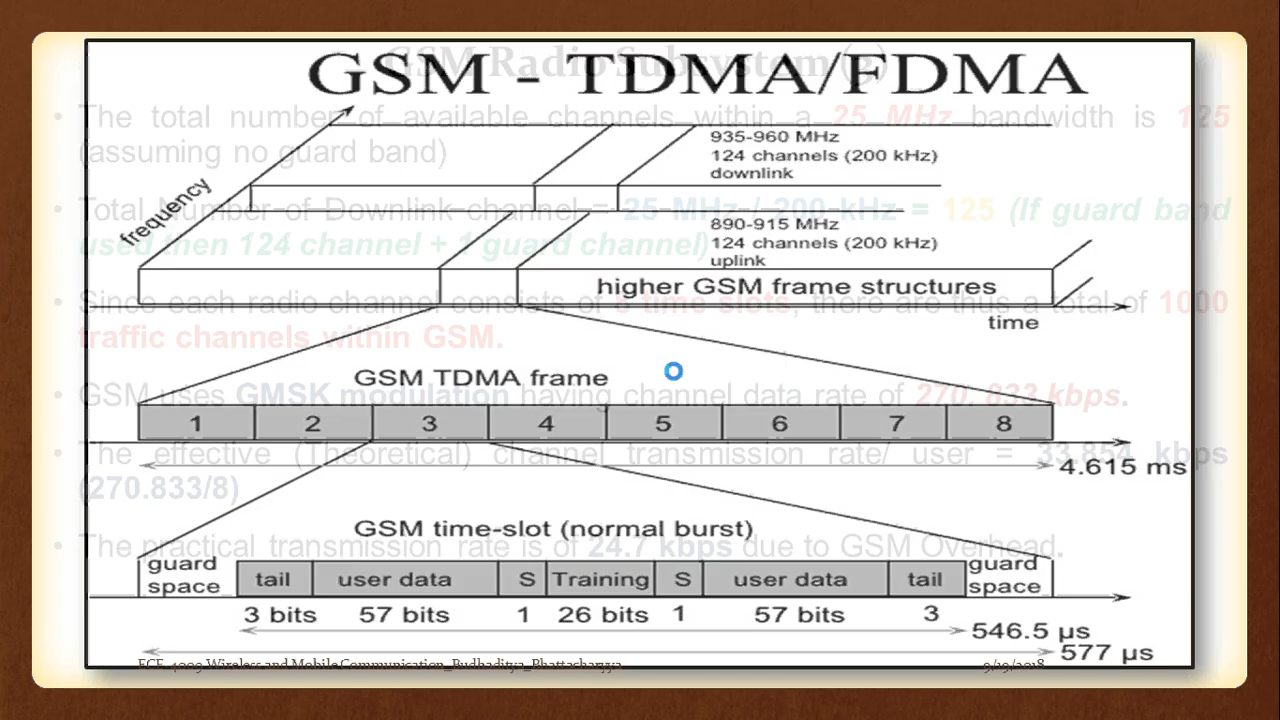 GSM Radio Subsystem
GSM - TDMA/FDMA
• The total number of available channels within a 25 MHz bandwidth is 125
(assuming no guard band)
• Total Number of Downlink channel = 25 MHz / 200 kHz = 125 (If guard band
used then 124 channel + 1 guard channel)
• Since each radio channel consists of 8 time slots, there are thus a total of 1000
traffic channels within GSM.
• GSM uses GMSK modulation having channel data rate of 270. 833 kbps.
• The effective (Theoretical) channel transmission rate/ user = 33.854 kbps
(270.833/8)
• The practical transmission rate is of 24.7 kbps due to GSM Overhead.
frequency
935-960 MHz
124 channels (200 kHz)
downlink
890-915 MHz
124 channels (200 kHz)
uplink
higher GSM frame structures
time
GSM TDMA frame
1 2 3 4 5 6 7 8
4.615 ms
GSM time-slot (normal burst)
guard
space
tail user data S Training S user data tail
guard
space
3 bits 57 bits 1 26 bits 1 57 bits 3
546.5 µs
577 µs
ECE 4009 Wireless and Mobile Communication_Budhaditya_Bhattacharyya
9/19/2018